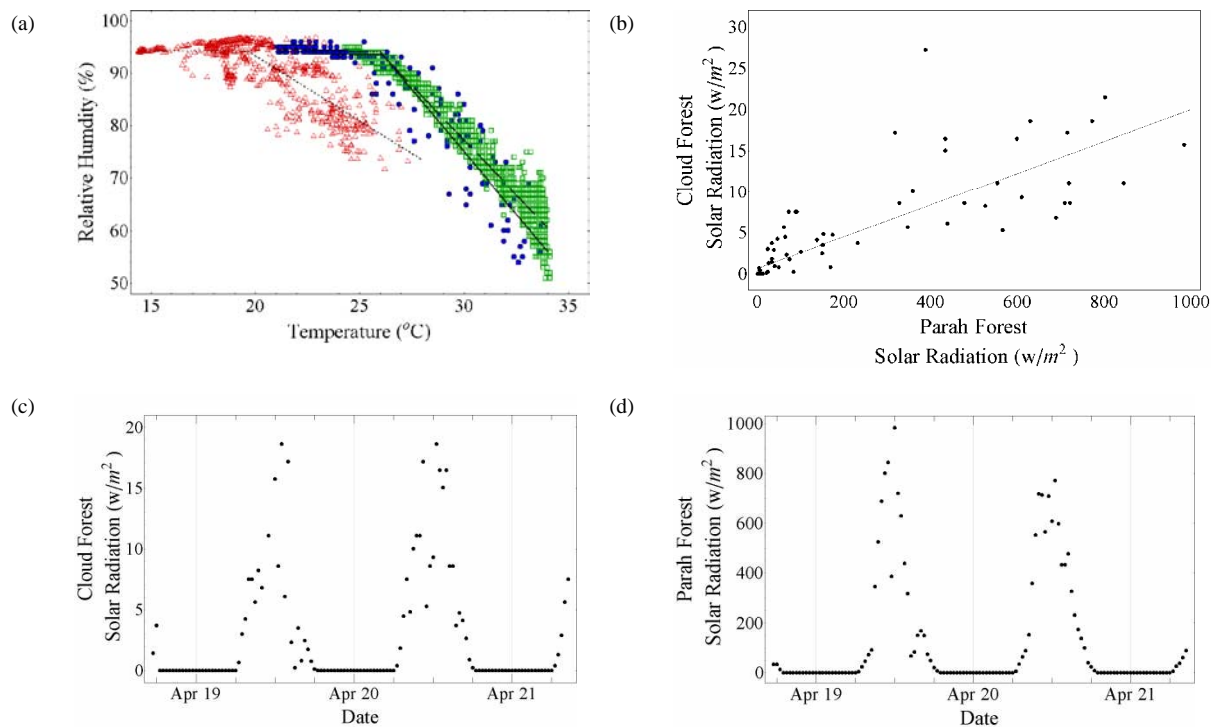 (a)
100
90
80
70
60
50
Relative Humdity (%)
15
20
25
30
35
Temperature (°C)
(b)
30
25
20
15
10
5
0
Cloud Forest
Solar Radiation (w/m²)
0
200
400
600
800
1000
Parah Forest
Solar Radiation (w/m²)
(c)
20
15
10
5
0
Cloud Forest
Solar Radiation (w/m²)
Apr 19
Apr 20
Apr 21
Date
(d)
1000
800
600
400
200
0
Parah Forest
Solar Radiation (w/m²)
Apr 19
Apr 20
Apr 21
Date